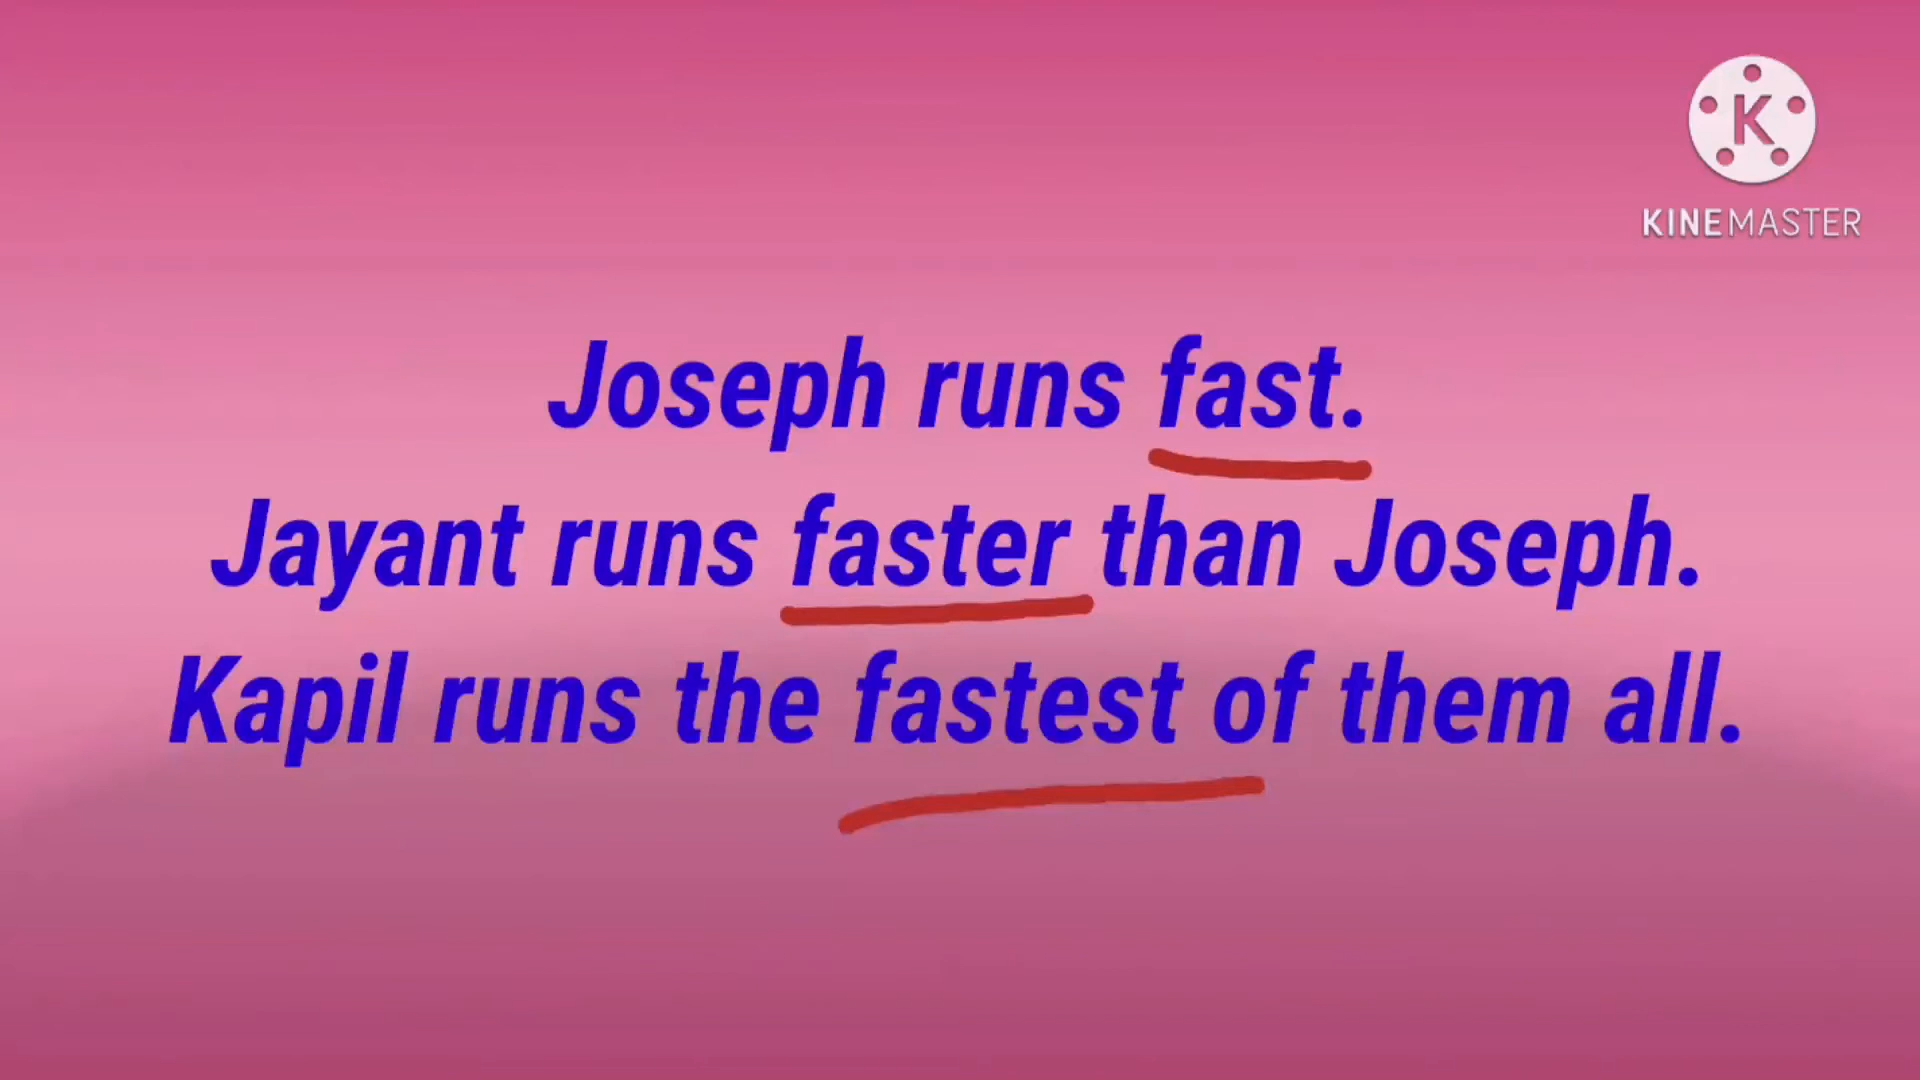 K
KINEMASTER
Joseph runs fast.
Jayant runs faster than Joseph.
Kapil runs the fastest of them all.